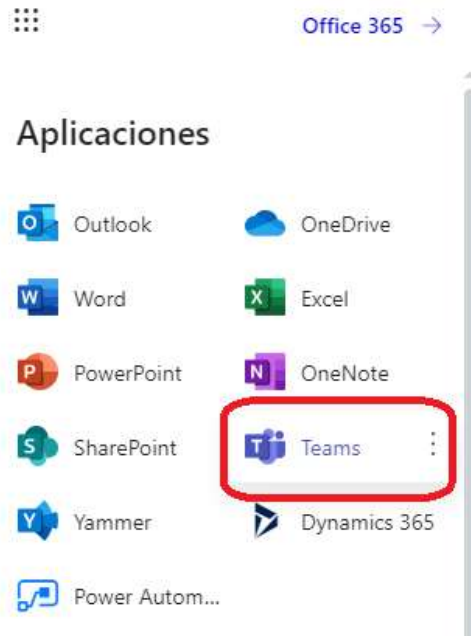 Office 365 →
Aplicaciones
Outlook
OneDrive
Word
Excel
PowerPoint
OneNote
SharePoint
Teams
Yammer
Dynamics 365
Power Autom...